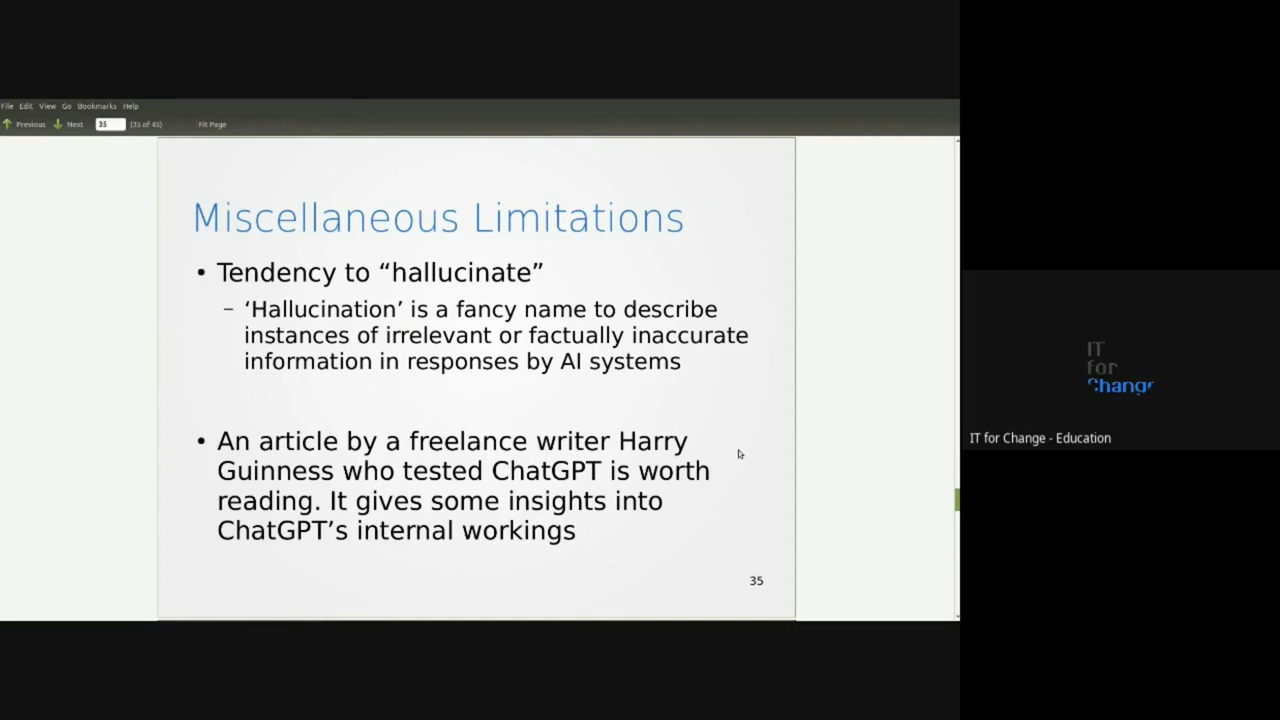 File Edit View Go Bookmarks Help
Previous Next 35 (35 of 45) Fit Page
Miscellaneous Limitations
• Tendency to “hallucinate”
– ‘Hallucination’ is a fancy name to describe
instances of irrelevant or factually inaccurate
information in responses by AI systems
• An article by a freelance writer Harry
Guinness who tested ChatGPT is worth
reading. It gives some insights into
ChatGPT’s internal workings
35
IT
for
Change
IT for Change - Education